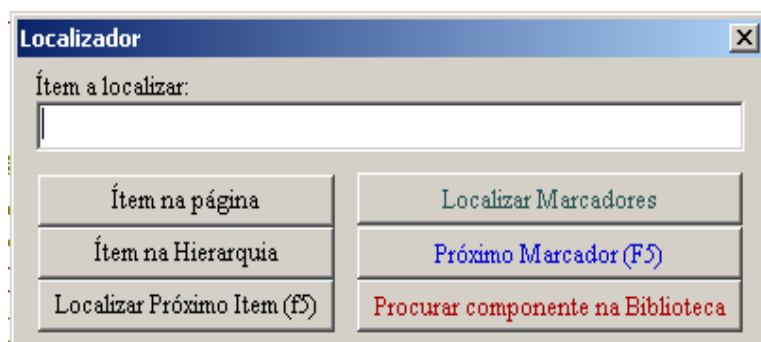 Localizador
Ítem a localizar:
Ítem na página
Localizar Marcadores
Ítem na Hierarquia
Próximo Marcador (F5)
Localizar Próximo Item (f5)
Procurar componente na Biblioteca